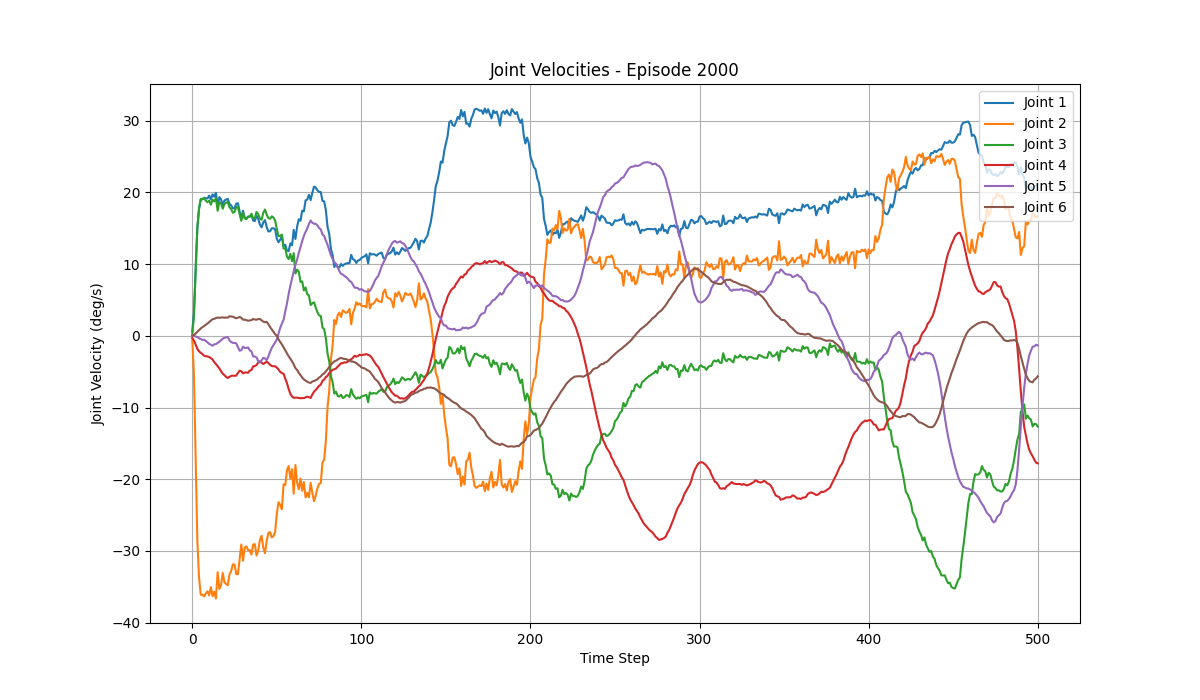 Joint Velocities - Episode 2000
Joint Velocity (deg/s)
30
20
10
0
−10
−20
−30
−40
0 100 200 300 400 500
Time Step
Joint 1
Joint 2
Joint 3
Joint 4
Joint 5
Joint 6